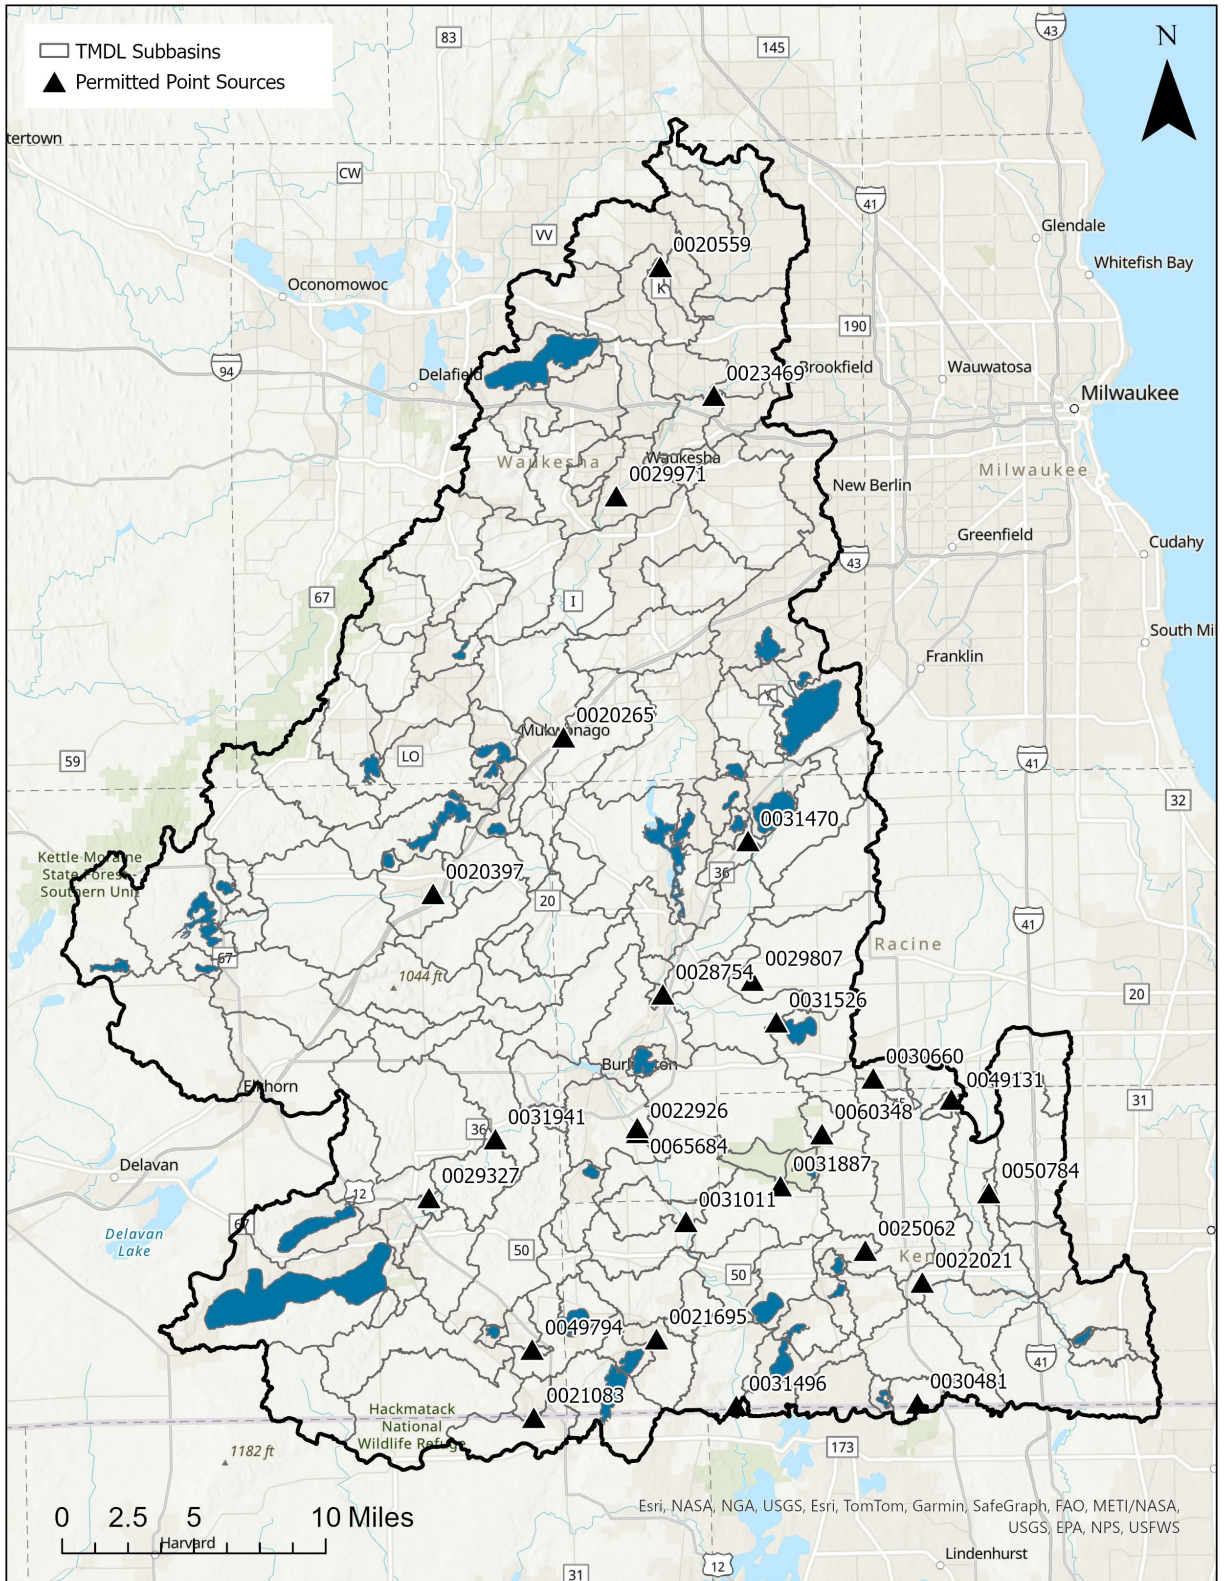 TMDL Subbasins
Permitted Point Sources
83
145
43
N
tertown
CW
41
Glendale
VV
0020559
Whitefish Bay
Oconomowoc
K
190
94
Delafield
0023469
Brookfield
Wauwatosa
Milwaukee
Waukesha
Waukesha
Milwaukee
0029971
New Berlin
Greenfield
Cudahy
43
67
I
South Mi
Franklin
Y
0020265
Mukwonago
59
LO
41
32
0031470
Kettle Moraine
State Forest-
Southern Unit
0020397
36
20
41
Racine
67
1044 ft
0028754
0029807
20
0031526
Burlington
0030660
Elkhorn
0049131
31
0031941
36
0022926
0060348
0065684
Delavan
0031887
0029327
0050784
12
0031011
67
Delavan
Lake
0025062
50
Ken
0022021
50
0021695
0049794
41
0031496
0030481
0021083
Hackmatack
National
Wildlife Refuge
173
1182 ft
0 2.5 5 10 Miles
Esri, NASA, NGA, USGS, Esri, TomTom, Garmin, SafeGraph, FAO, METI/NASA,
USGS, EPA, NPS, USFWS
Harvard
Lindenhurst
12
31